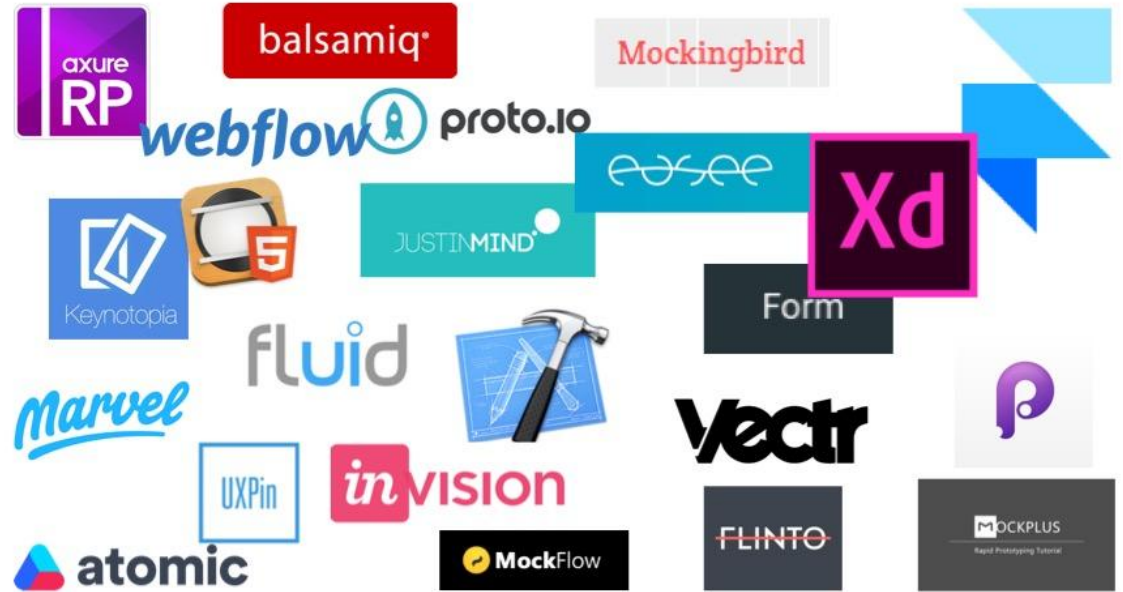 axure
RP
balsamiq®
Mockingbird
webflow
proto.io
easee
Xd
JUSTINMIND
5
Keynotopia
Form
fluid
Marvel
Vectr
P
UXPin
inVISION
FLINTO
MOCKPLUS
Rapid Prototyping Tutorial
MockFlow
atomic